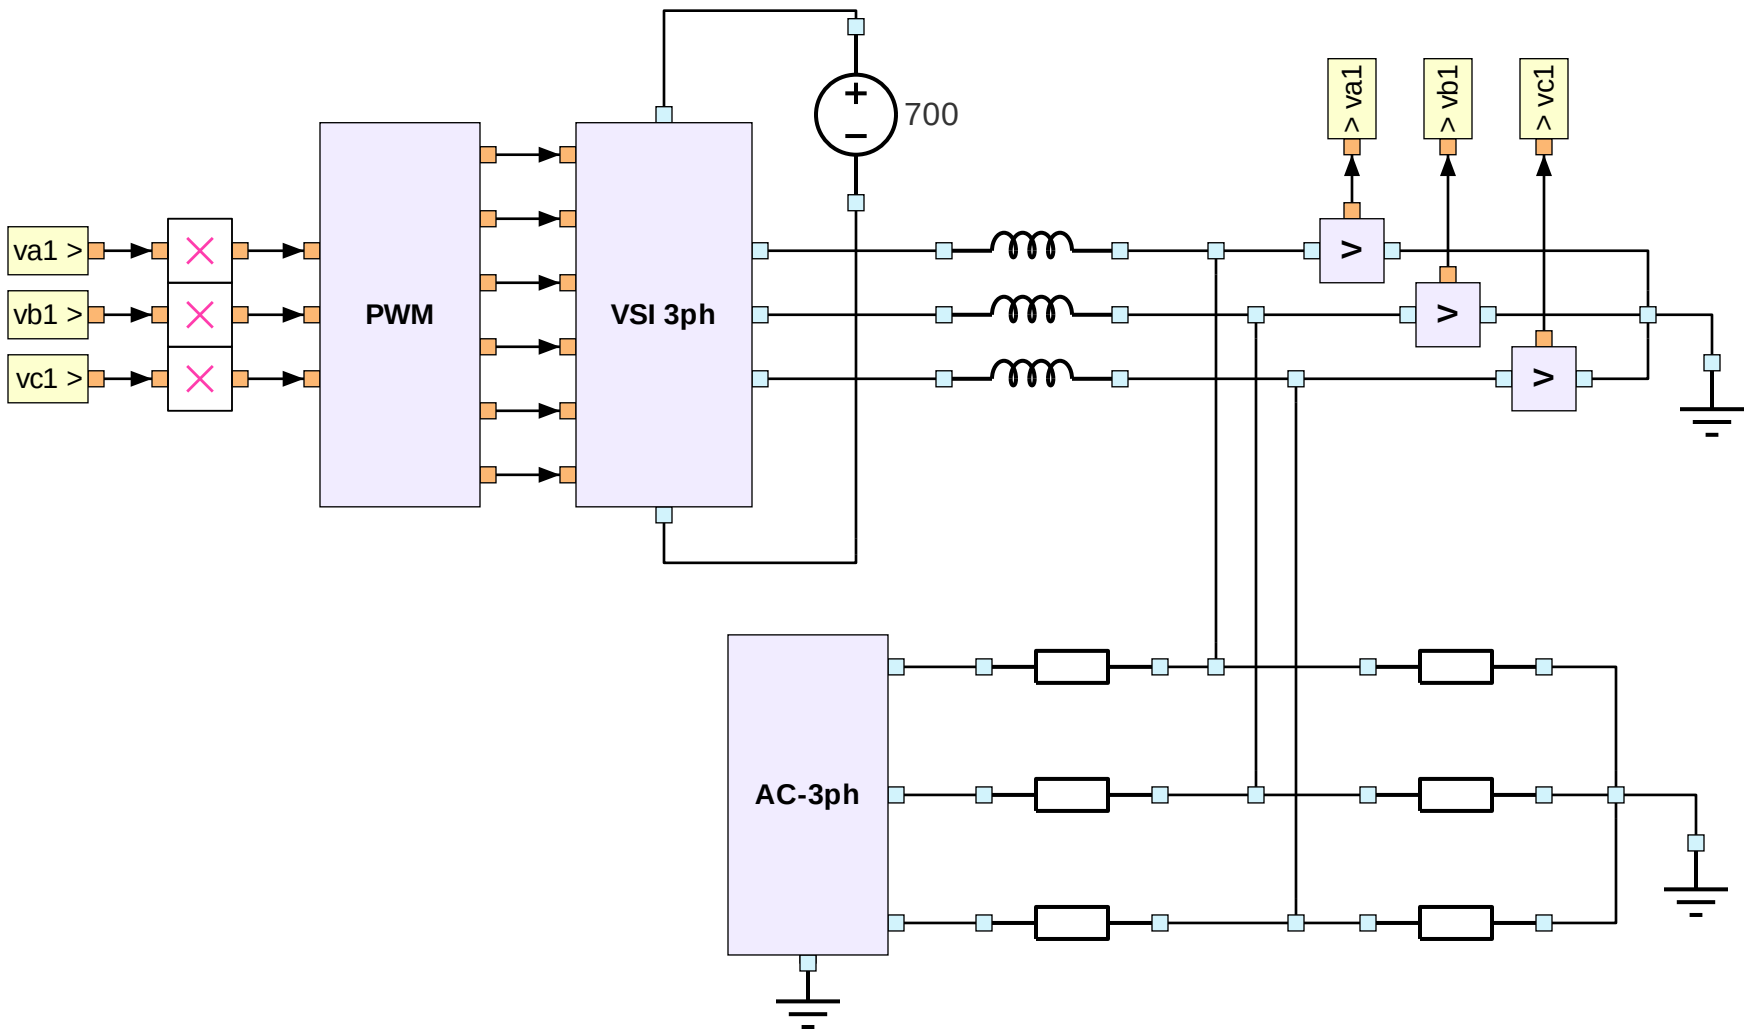 700
> va1
> vb1
> vc1
va1 >
vb1 >
vc1 >
PWM
VSI 3ph
>
>
>
AC-3ph